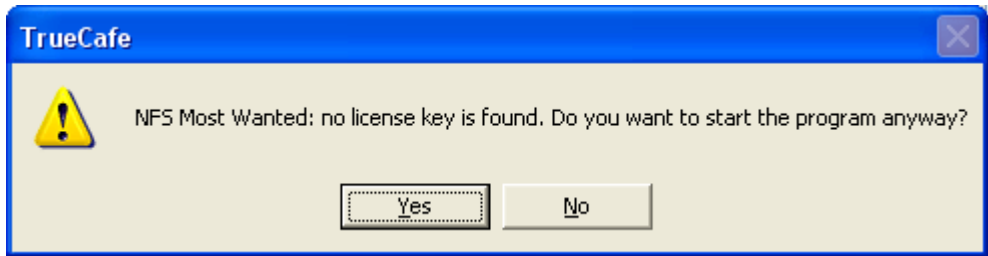 TrueCafe
NFS Most Wanted: no license key is found. Do you want to start the program anyway?
Yes
No